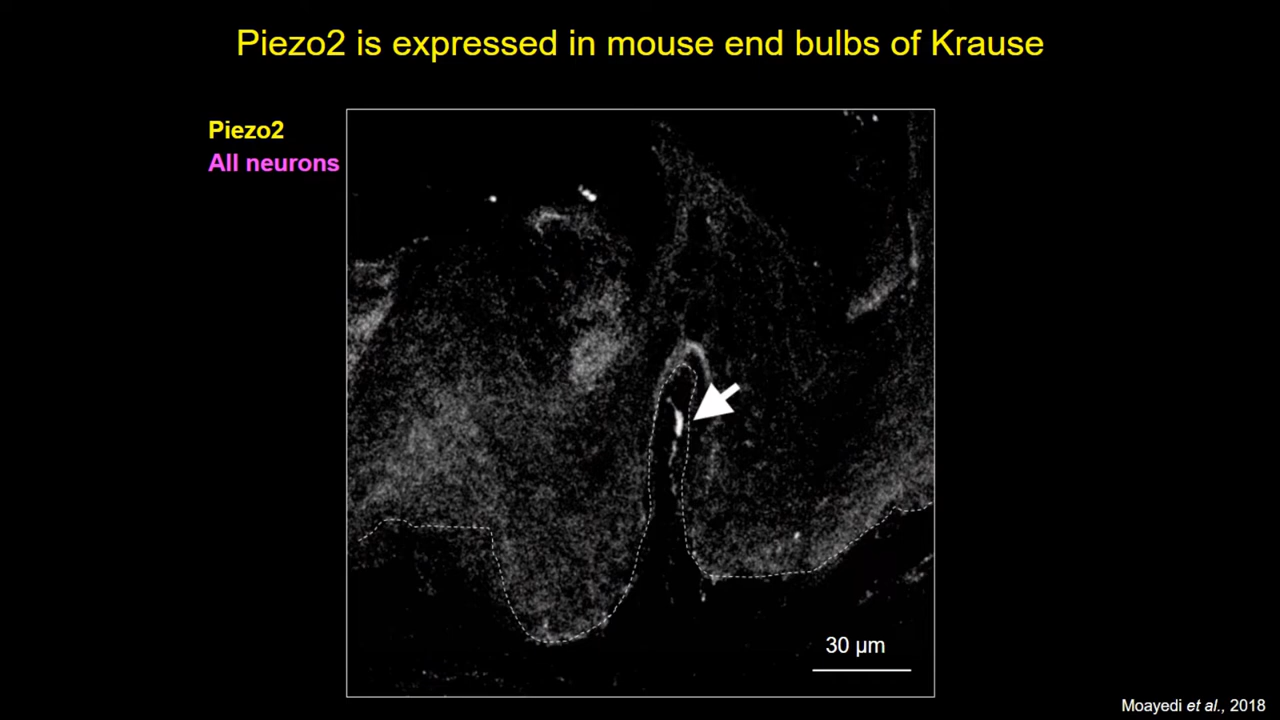 Piezo2 is expressed in mouse end bulbs of Krause
Piezo2
All neurons
30 µm
Moayedi et al., 2018